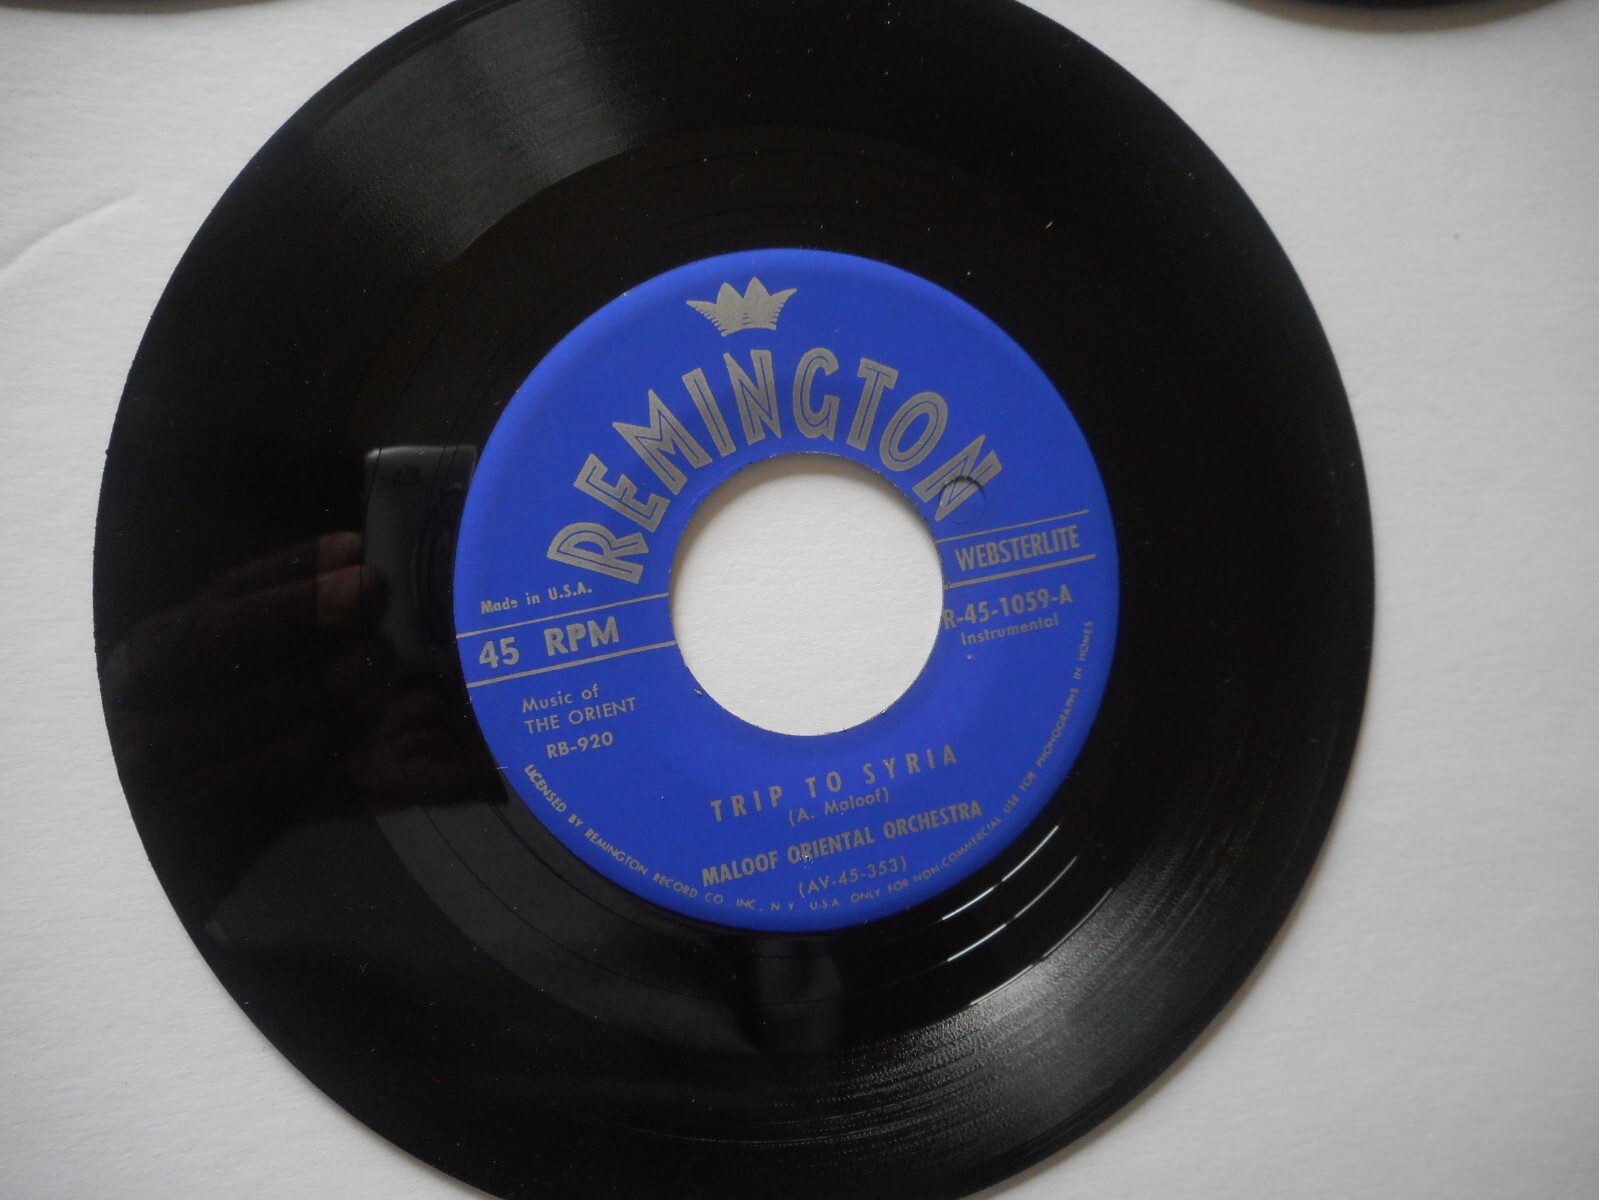 REMINGTON
WEBSTERLITE
Made in U.S.A.
45 RPM
R-45-1059-A
Instrumental
Music of
THE ORIENT
RB-920
TRIP TO SYRIA
(A. Maloof)
MALOOF ORIENTAL ORCHESTRA
(AV-45-353)
LICENSED BY REMINGTON RECORD CO. INC., N.Y. U.S.A. ONLY FOR NON-COMMERCIAL USE FOR PHONOGRAPHS IN HOMES